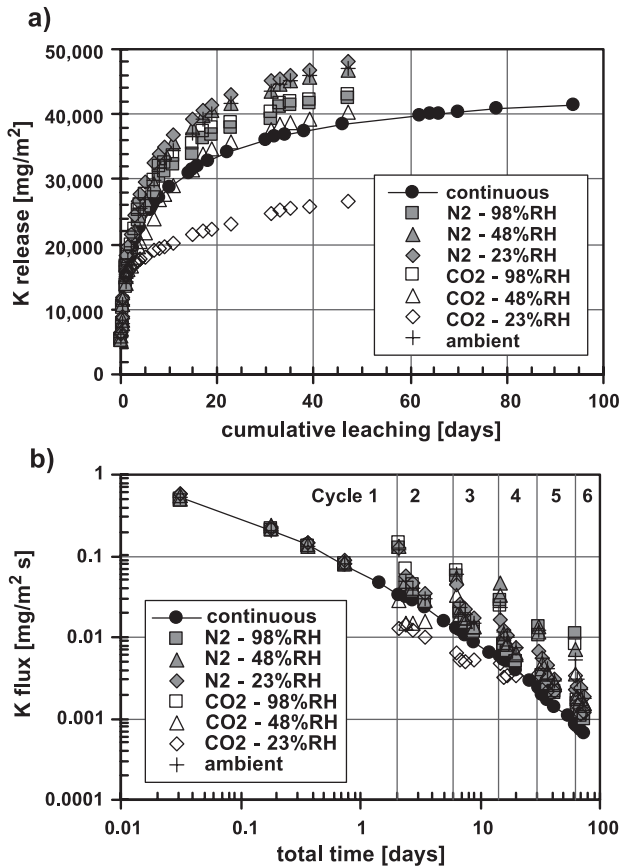 a)
K release [mg/m²]
50,000
40,000
30,000
20,000
10,000
0
continuous
N2 - 98%RH
N2 - 48%RH
N2 - 23%RH
CO2 - 98%RH
CO2 - 48%RH
CO2 - 23%RH
ambient
0 20 40 60 80 100
cumulative leaching [days]
b)
K flux [mg/m² s]
1
0.1
0.01
0.001
0.0001
Cycle 1 2 3 4 5 6
continuous
N2 - 98%RH
N2 - 48%RH
N2 - 23%RH
CO2 - 98%RH
CO2 - 48%RH
CO2 - 23%RH
ambient
0.01 0.1 1 10 100
total time [days]